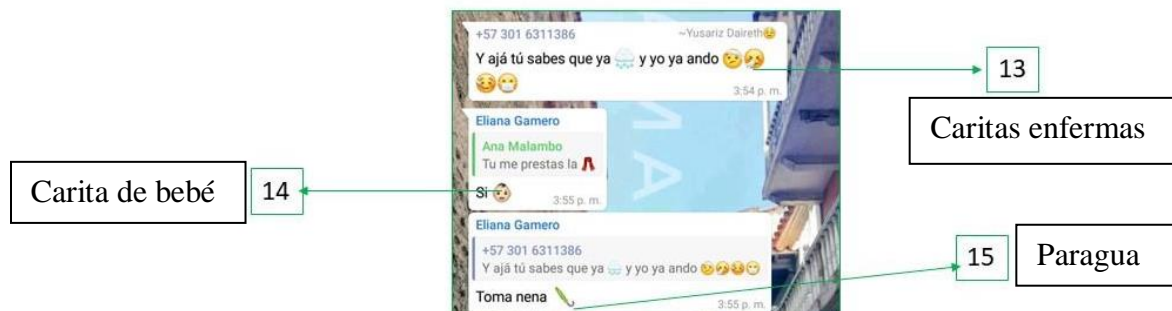 +57 301 6311386 ~Yusariz Daireth😥
Y ajá tú sabes que ya 🌧️ y yo ya ando 🤕🤧
🥵😷
3:54 p. m.
13
Caritas enfermas
Eliana Gamero
Ana Malambo
Tu me prestas la
Si 👶🏻
3:55 p. m.
Carita de bebé
14
Eliana Gamero
+57 301 6311386
Y ajá tú sabes que ya 🌧️ y yo ya ando
Toma nena 🌂
3:55 p. m.
15
Paragua
MA